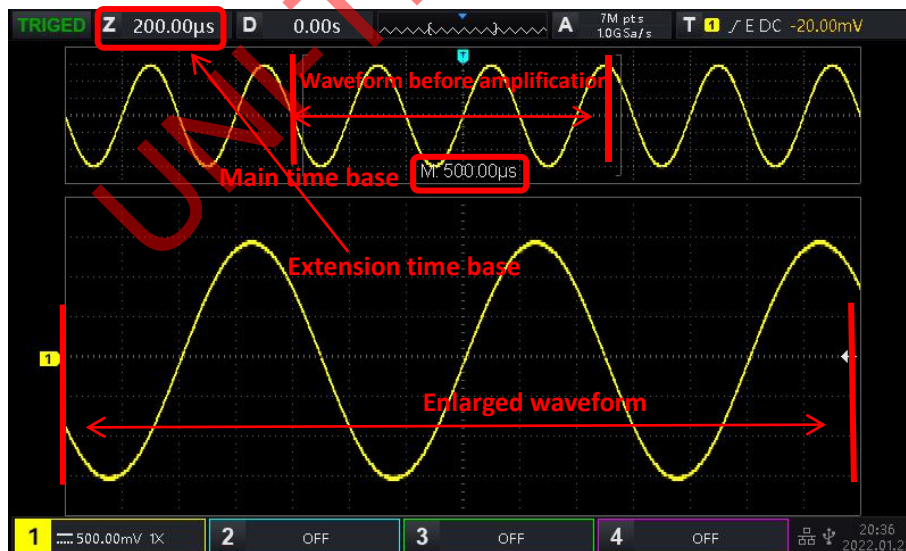 TRIGED Z 200.00µs D 0.00s A 7M pts 1.0GSa/s T 1 E DC -20.00mV
T
Waveform before amplification
Main time base M: 500.00µs
Extension time base
1
Enlarged waveform
1 500.00mV 1X 2 OFF 3 OFF 4 OFF 20:36
2022.01.2
UNI-T